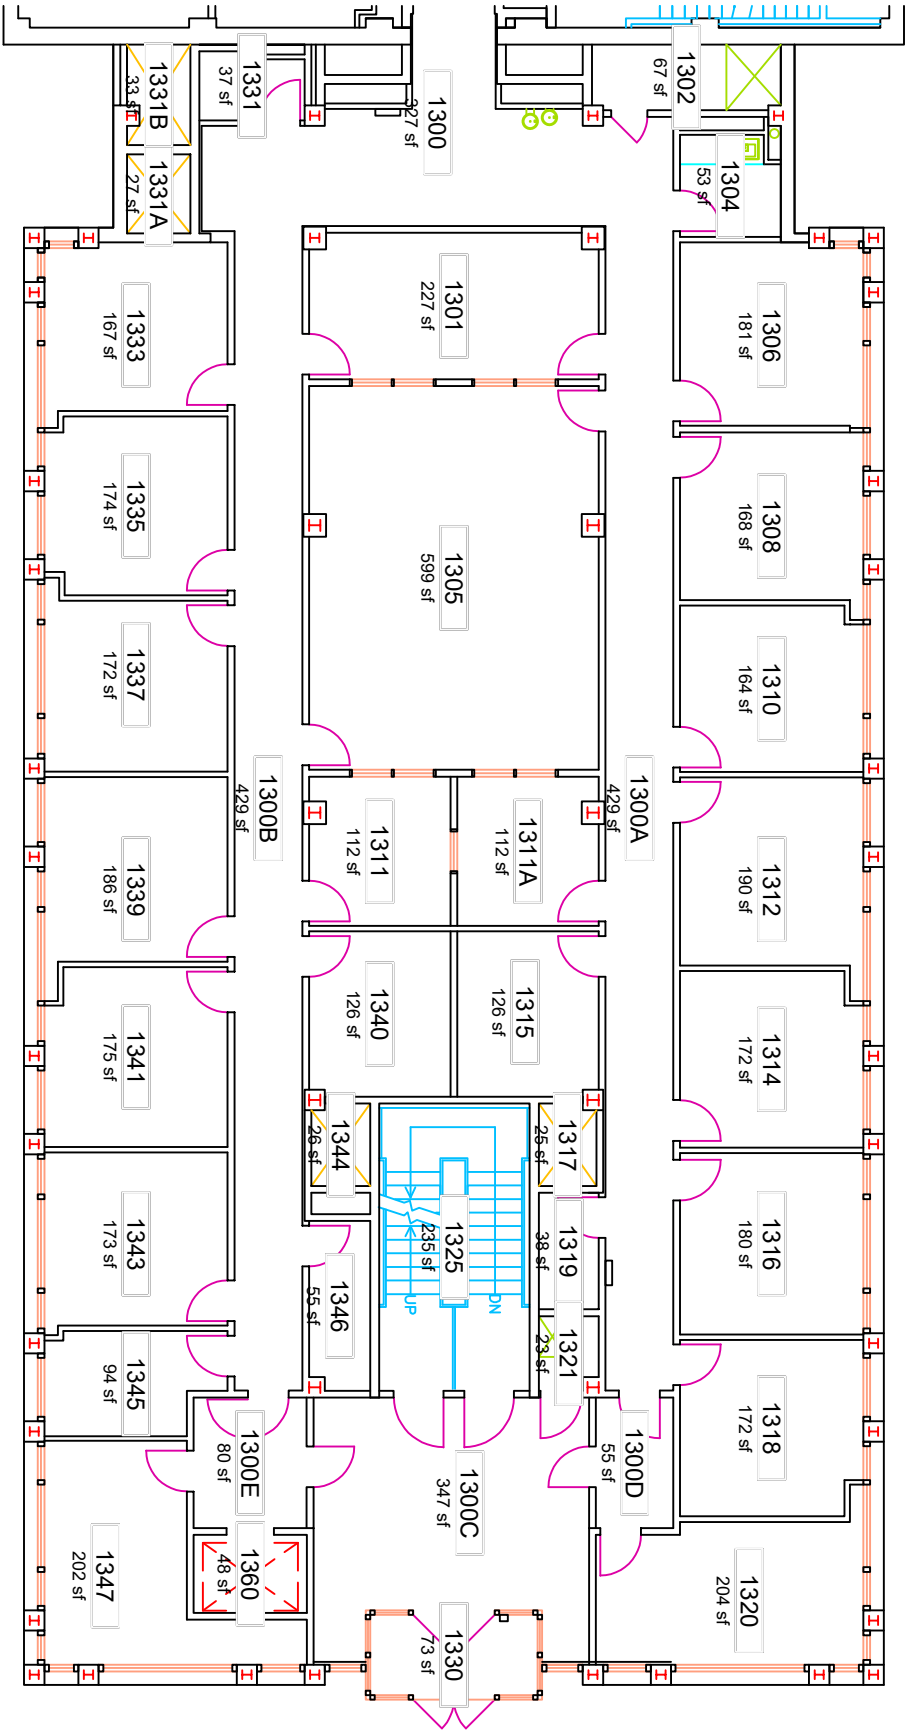 1331B
33 sf
1331
37 sf
1300
327 sf
1302
67 sf
1331A
27 sf
1304
53 sf
1333
167 sf
1301
227 sf
1306
181 sf
1335
174 sf
1305
599 sf
1308
168 sf
1337
172 sf
1310
164 sf
1300B
429 sf
1300A
429 sf
1339
186 sf
1311
112 sf
1311A
112 sf
1312
190 sf
1341
175 sf
1340
126 sf
1315
126 sf
1314
172 sf
1344
26 sf
1317
25 sf
1343
173 sf
1325
235 sf
UP
DN
1319
38 sf
1316
180 sf
1346
55 sf
1321
23 sf
1345
94 sf
1318
172 sf
1300E
80 sf
1300C
347 sf
1300D
55 sf
1347
202 sf
1360
48 sf
1330
73 sf
1320
204 sf